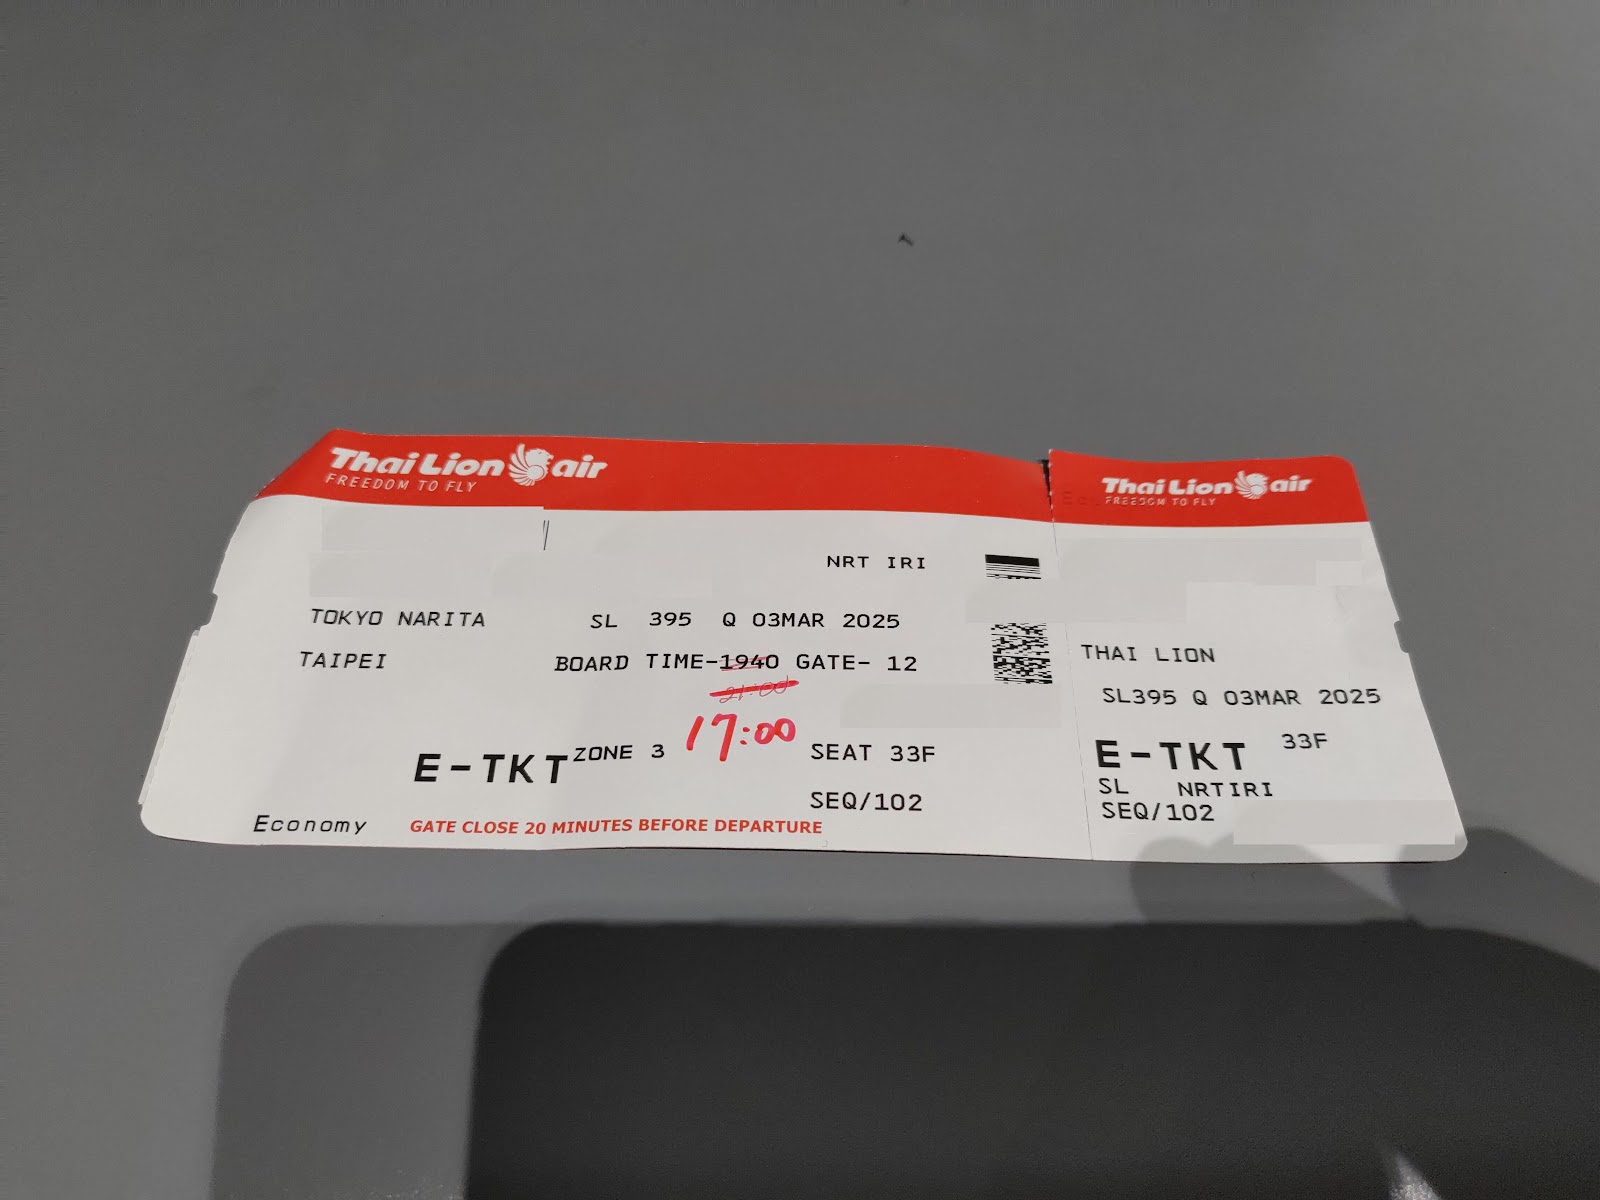 Thai Lion air
FREEDOM TO FLY
NRT IRI
TOKYO NARITA SL 395 Q 03MAR 2025
TAIPEI BOARD TIME-1940 GATE- 12
21:00
17:00
E-TKT ZONE 3 SEAT 33F
SEQ/102
Economy GATE CLOSE 20 MINUTES BEFORE DEPARTURE
Thai Lion air
FREEDOM TO FLY
THAI LION
SL395 Q 03MAR 2025
E-TKT 33F
SL NRTIRI
SEQ/102